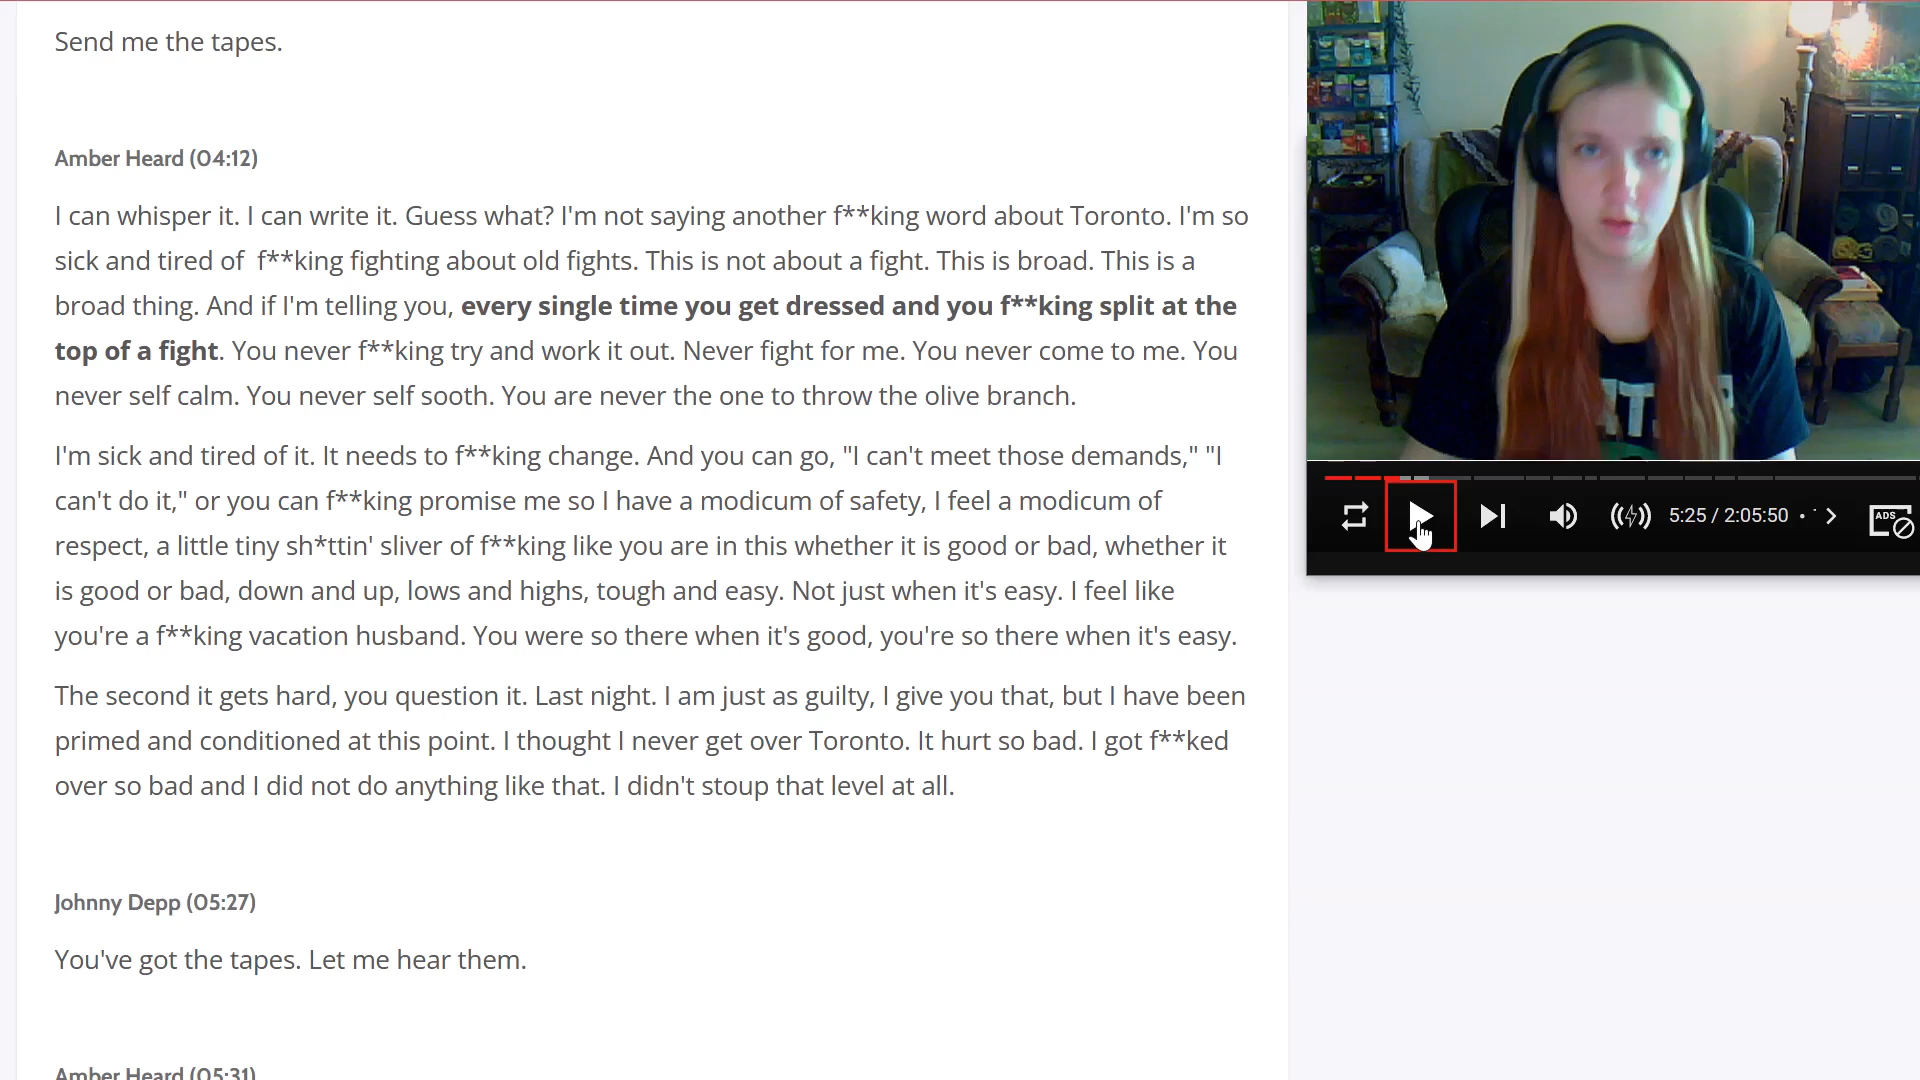 Send me the tapes.
Amber Heard (04:12)
I can whisper it. I can write it. Guess what? I'm not saying another f**king word about Toronto. I'm so
sick and tired of f**king fighting about old fights. This is not about a fight. This is broad. This is a
broad thing. And if I'm telling you, every single time you get dressed and you f**king split at the
top of a fight. You never f**king try and work it out. Never fight for me. You never come to me. You
never self calm. You never self sooth. You are never the one to throw the olive branch.
I'm sick and tired of it. It needs to f**king change. And you can go, "I can't meet those demands," "I
can't do it," or you can f**king promise me so I have a modicum of safety, I feel a modicum of
respect, a little tiny sh*ttin' sliver of f**king like you are in this whether it is good or bad, whether it
is good or bad, down and up, lows and highs, tough and easy. Not just when it's easy. I feel like
you're a f**king vacation husband. You were so there when it's good, you're so there when it's easy.
The second it gets hard, you question it. Last night. I am just as guilty, I give you that, but I have been
primed and conditioned at this point. I thought I never get over Toronto. It hurt so bad. I got f**ked
over so bad and I did not do anything like that. I didn't stoup that level at all.
Johnny Depp (05:27)
You've got the tapes. Let me hear them.
Amber Heard (05:31)
5:25 / 2:05:50
ADS